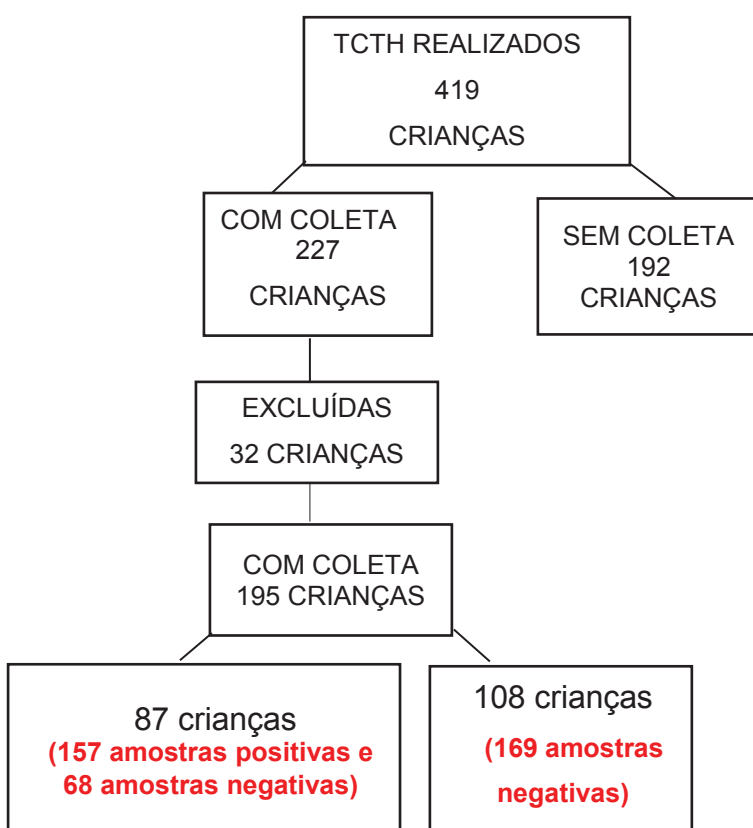 TCTH REALIZADOS
419
CRIANÇAS
COM COLETA
227
CRIANÇAS
SEM COLETA
192
CRIANÇAS
EXCLUÍDAS
32 CRIANÇAS
COM COLETA
195 CRIANÇAS
87 crianças
(157 amostras positivas e
68 amostras negativas)
108 crianças
(169 amostras
negativas)